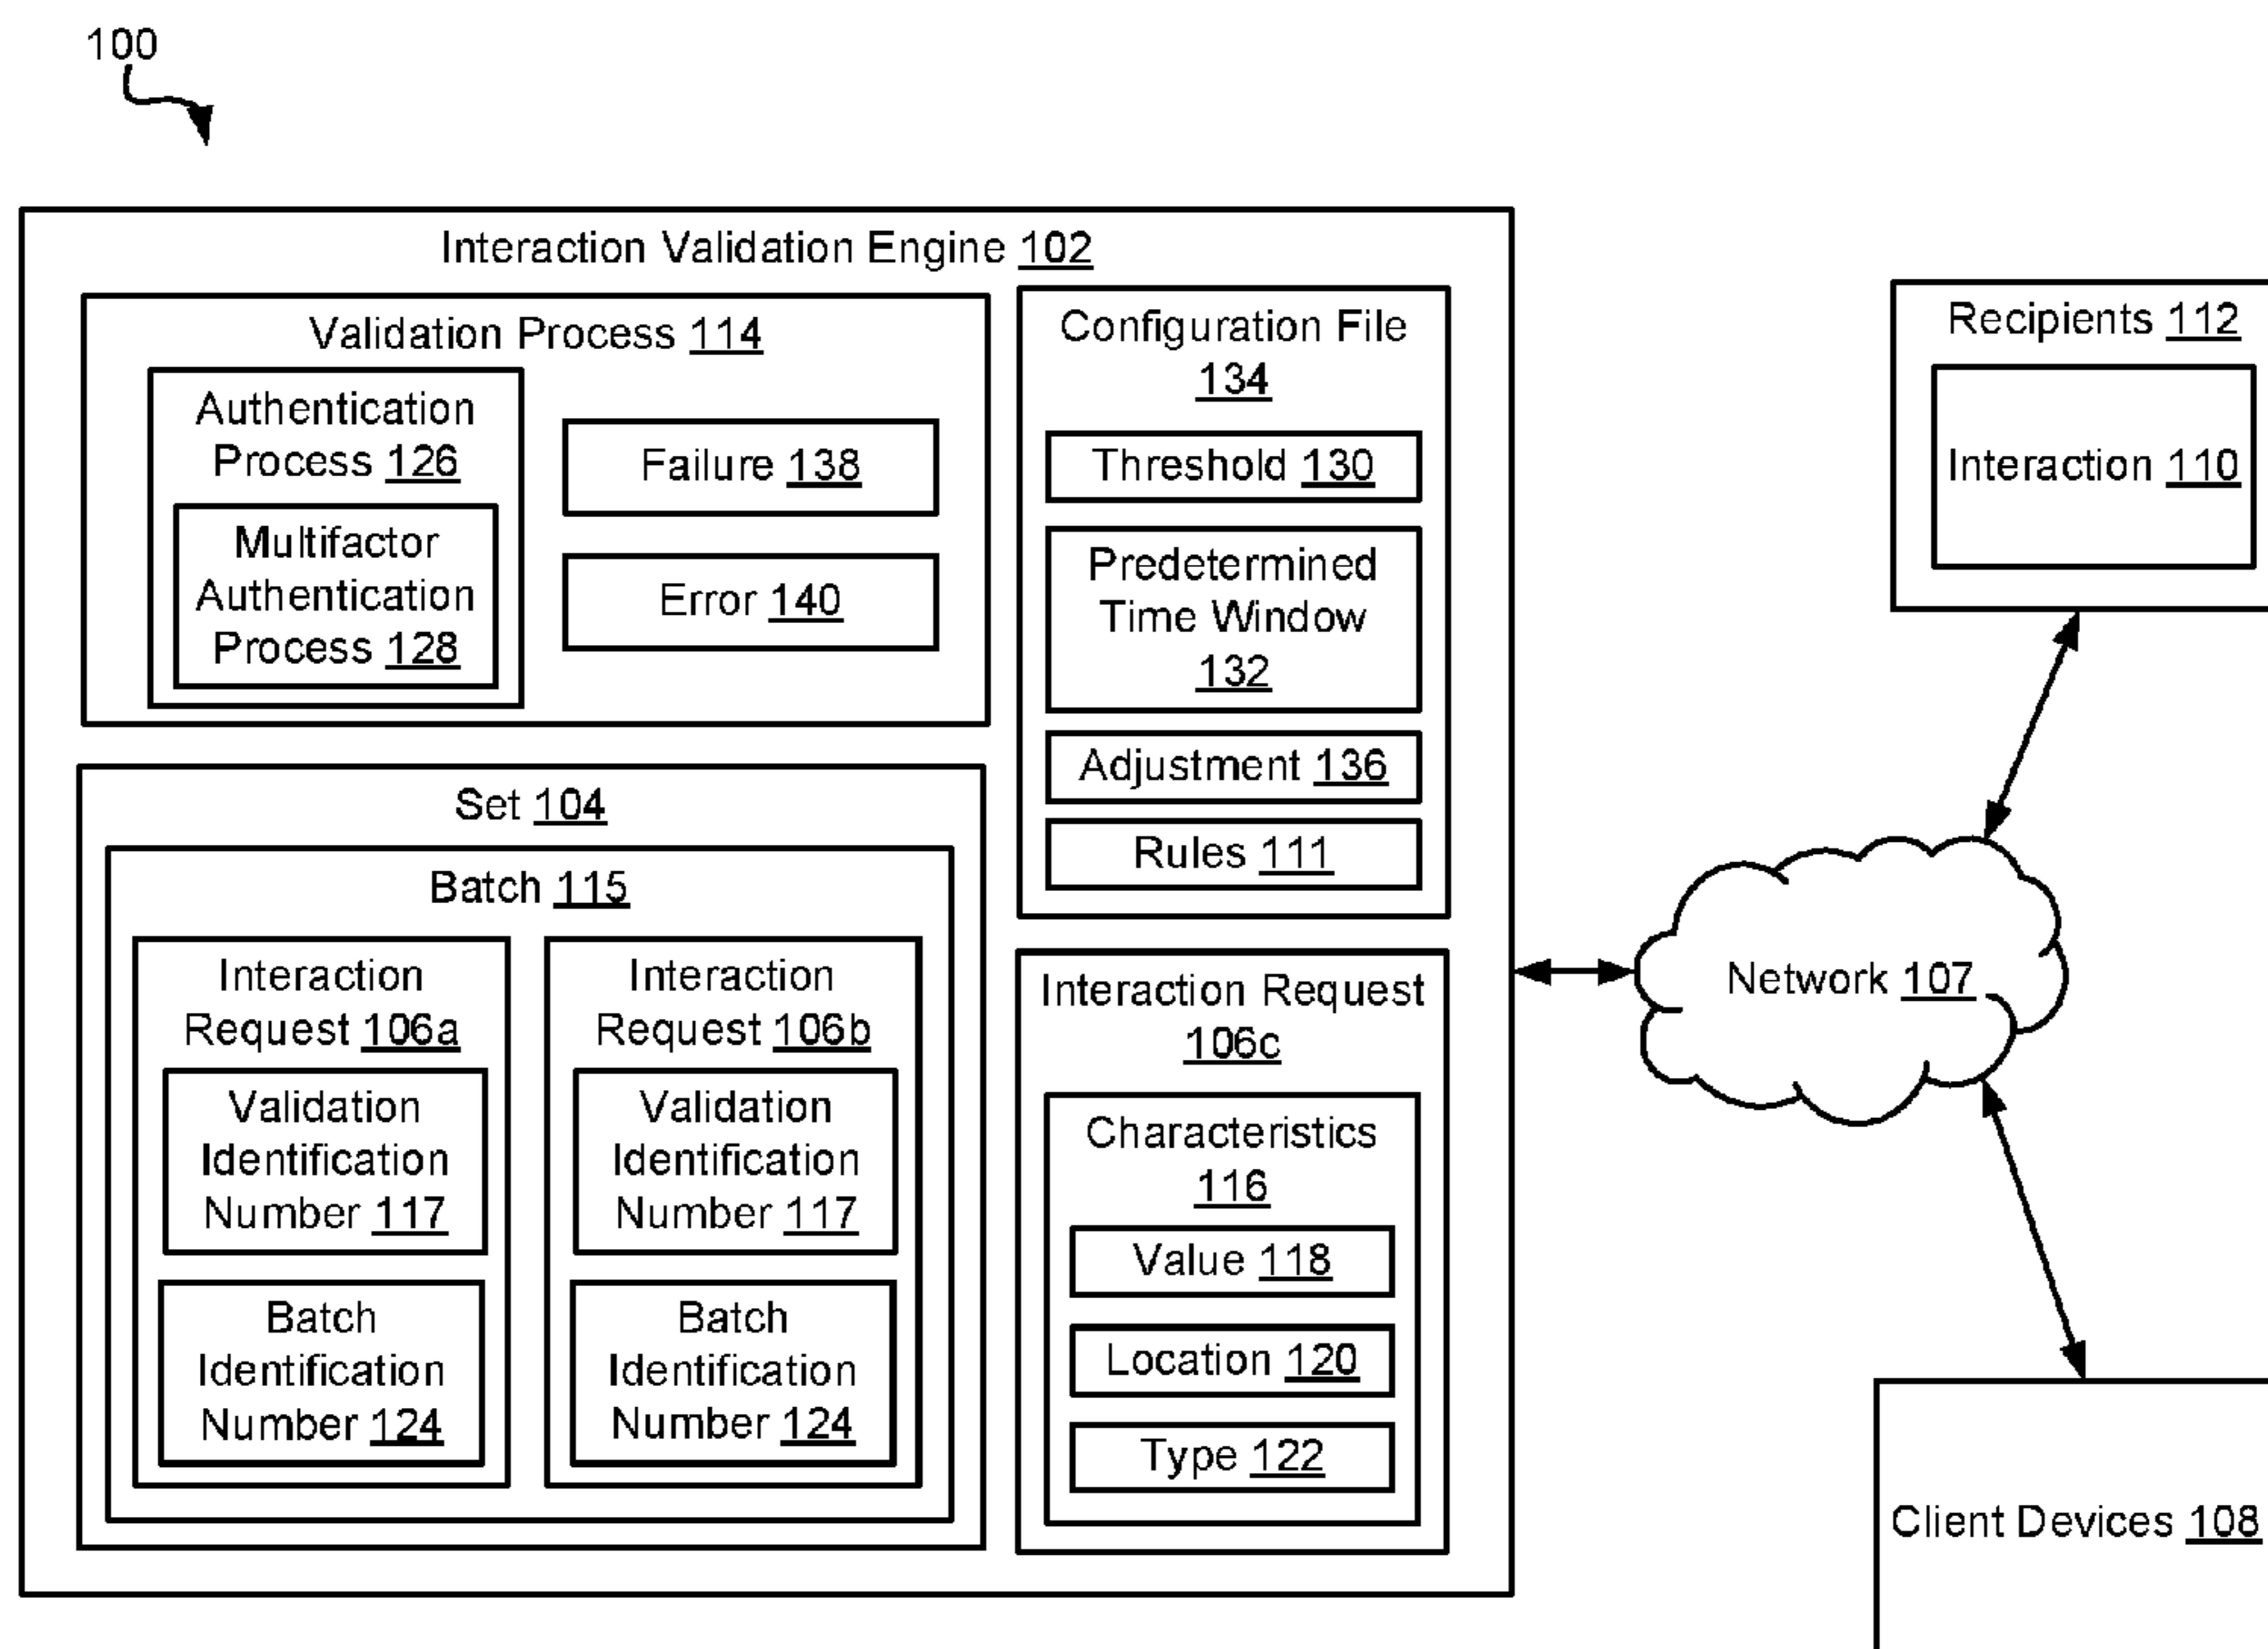 100
Interaction Validation Engine 102
Validation Process 114
Authentication
Process 126
Multifactor
Authentication
Process 128
Failure 138
Error 140
Configuration File
134
Threshold 130
Predetermined
Time Window
132
Adjustment 136
Rules 111
Set 104
Batch 115
Interaction
Request 106a
Validation
Identification
Number 117
Batch
Identification
Number 124
Interaction
Request 106b
Validation
Identification
Number 117
Batch
Identification
Number 124
Interaction Request
106c
Characteristics
116
Value 118
Location 120
Type 122
Network 107
Recipients 112
Interaction 110
Client Devices 108